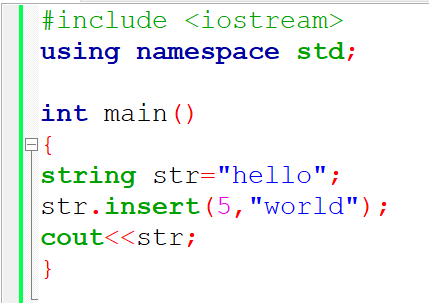 #include <iostream>
using namespace std;
int main()
{
string str="hello";
str.insert(5,"world");
cout<<str;
}